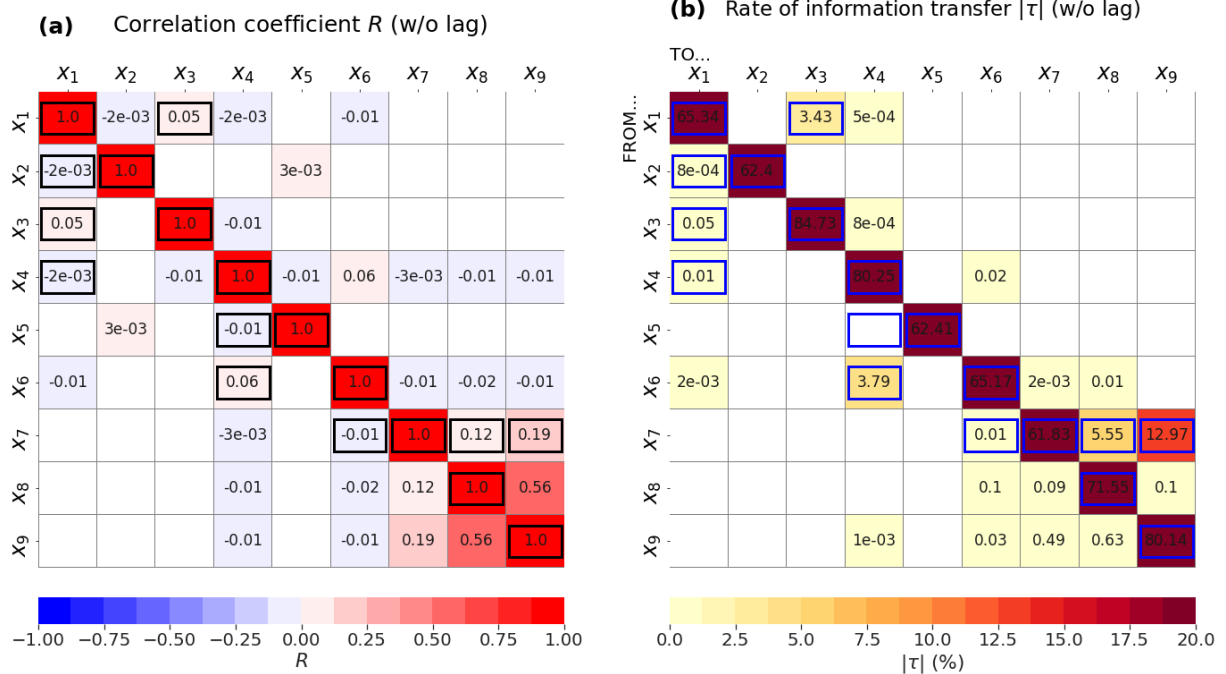 (a) Correlation coefficient R (w/o lag)
x1 x2 x3 x4 x5 x6 x7 x8 x9
x1 1.0 -2e-03 0.05 -2e-03 -0.01
x2 -2e-03 1.0 3e-03
x3 0.05 1.0 -0.01
x4 -2e-03 -0.01 1.0 -0.01 0.06 -3e-03 -0.01 -0.01
x5 3e-03 -0.01 1.0
x6 -0.01 0.06 1.0 -0.01 -0.02 -0.01
x7 -3e-03 -0.01 1.0 0.12 0.19
x8 -0.01 -0.02 0.12 1.0 0.56
x9 -0.01 -0.01 0.19 0.56 1.0
−1.00 −0.75 −0.50 −0.25 0.00 0.25 0.50 0.75 1.00
R
(b) Rate of information transfer |τ| (w/o lag)
TO...
x1 x2 x3 x4 x5 x6 x7 x8 x9
FROM...
x1 65.34 3.43 5e-04
x2 8e-04 62.4
x3 0.05 84.73 8e-04
x4 0.01 80.25 0.02
x5 62.41
x6 2e-03 3.79 65.17 2e-03 0.01
x7 0.01 61.83 5.55 12.97
x8 0.1 0.09 71.55 0.1
x9 1e-03 0.03 0.49 0.63 80.14
0.0 2.5 5.0 7.5 10.0 12.5 15.0 17.5 20.0
|τ| (%)